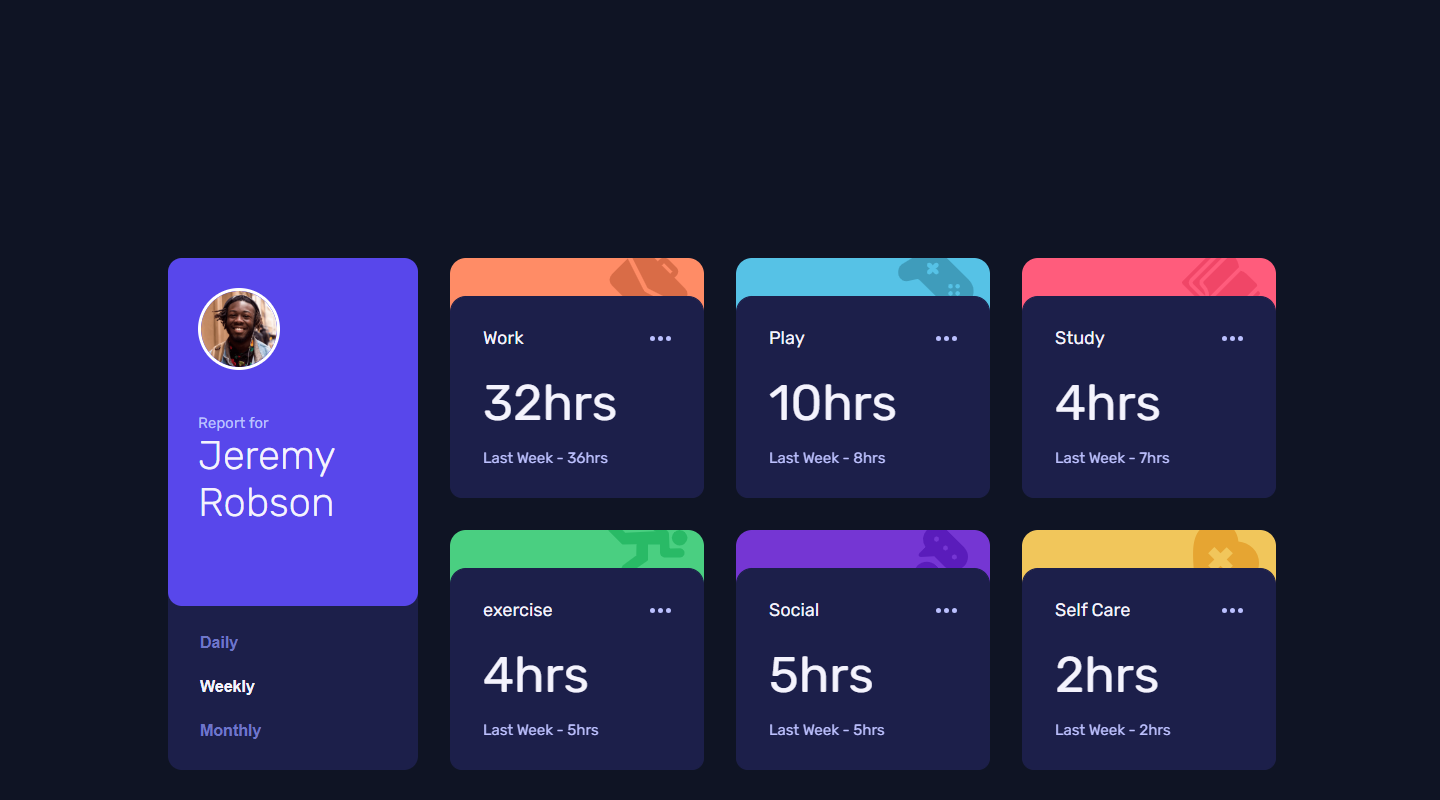 Report for
Jeremy
Robson
Daily
Weekly
Monthly
Work
32hrs
Last Week - 36hrs
Play
10hrs
Last Week - 8hrs
Study
4hrs
Last Week - 7hrs
exercise
4hrs
Last Week - 5hrs
Social
5hrs
Last Week - 5hrs
Self Care
2hrs
Last Week - 2hrs